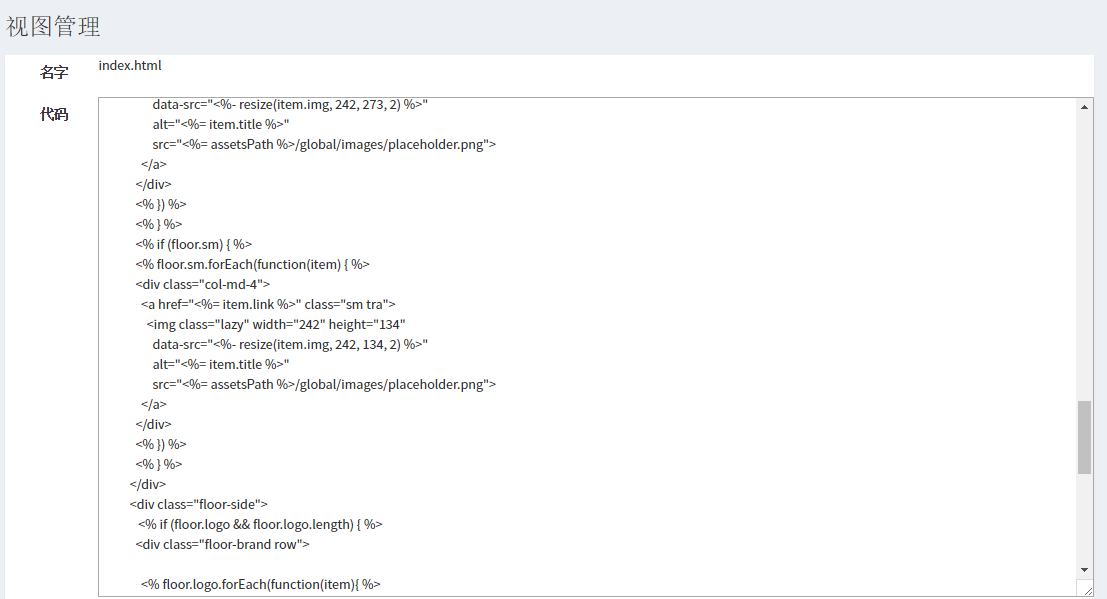 视图管理
名字
index.html
代码
data-src="<%- resize(item.img, 242, 273, 2) %>"
alt="<%= item.title %>"
src="<%= assetsPath %>/global/images/placeholder.png">
</a>
</div>
<% }) %>
<% } %>
<% if (floor.sm) { %>
<% floor.sm.forEach(function(item) { %>
<div class="col-md-4">
<a href="<%= item.link %>" class="sm tra">
<img class="lazy" width="242" height="134"
data-src="<%- resize(item.img, 242, 134, 2) %>"
alt="<%= item.title %>"
src="<%= assetsPath %>/global/images/placeholder.png">
</a>
</div>
<% }) %>
<% } %>
</div>
<div class="floor-side">
<% if (floor.logo && floor.logo.length) { %>
<div class="floor-brand row">
<% floor.logo.forEach(function(item){ %>